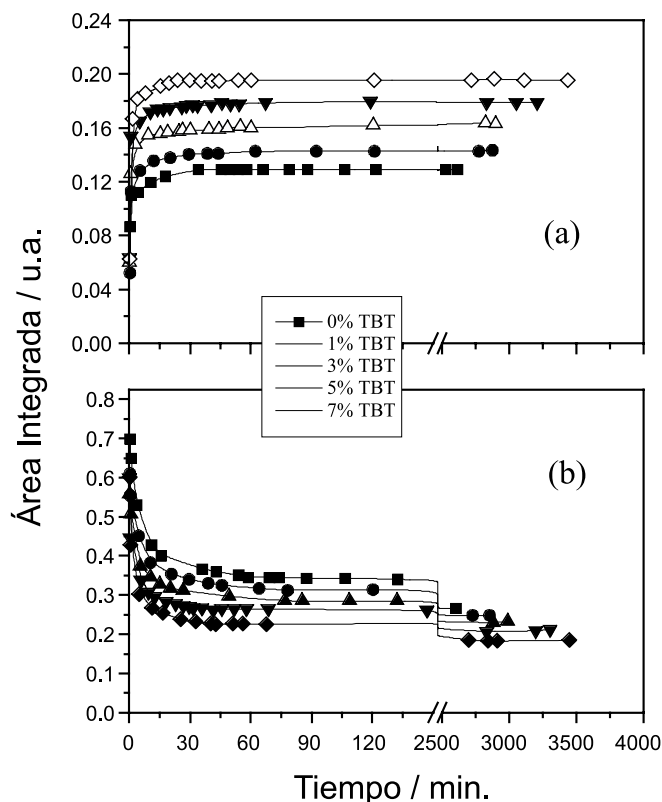 0.24
0.20
0.16
0.12
0.08
0.04
0.00
(a)
Área Integrada / u.a.
0% TBT
1% TBT
3% TBT
5% TBT
7% TBT
0.8
0.7
0.6
0.5
0.4
0.3
0.2
0.1
0.0
(b)
0 30 60 90 120 2500 3000 3500 4000
Tiempo / min.